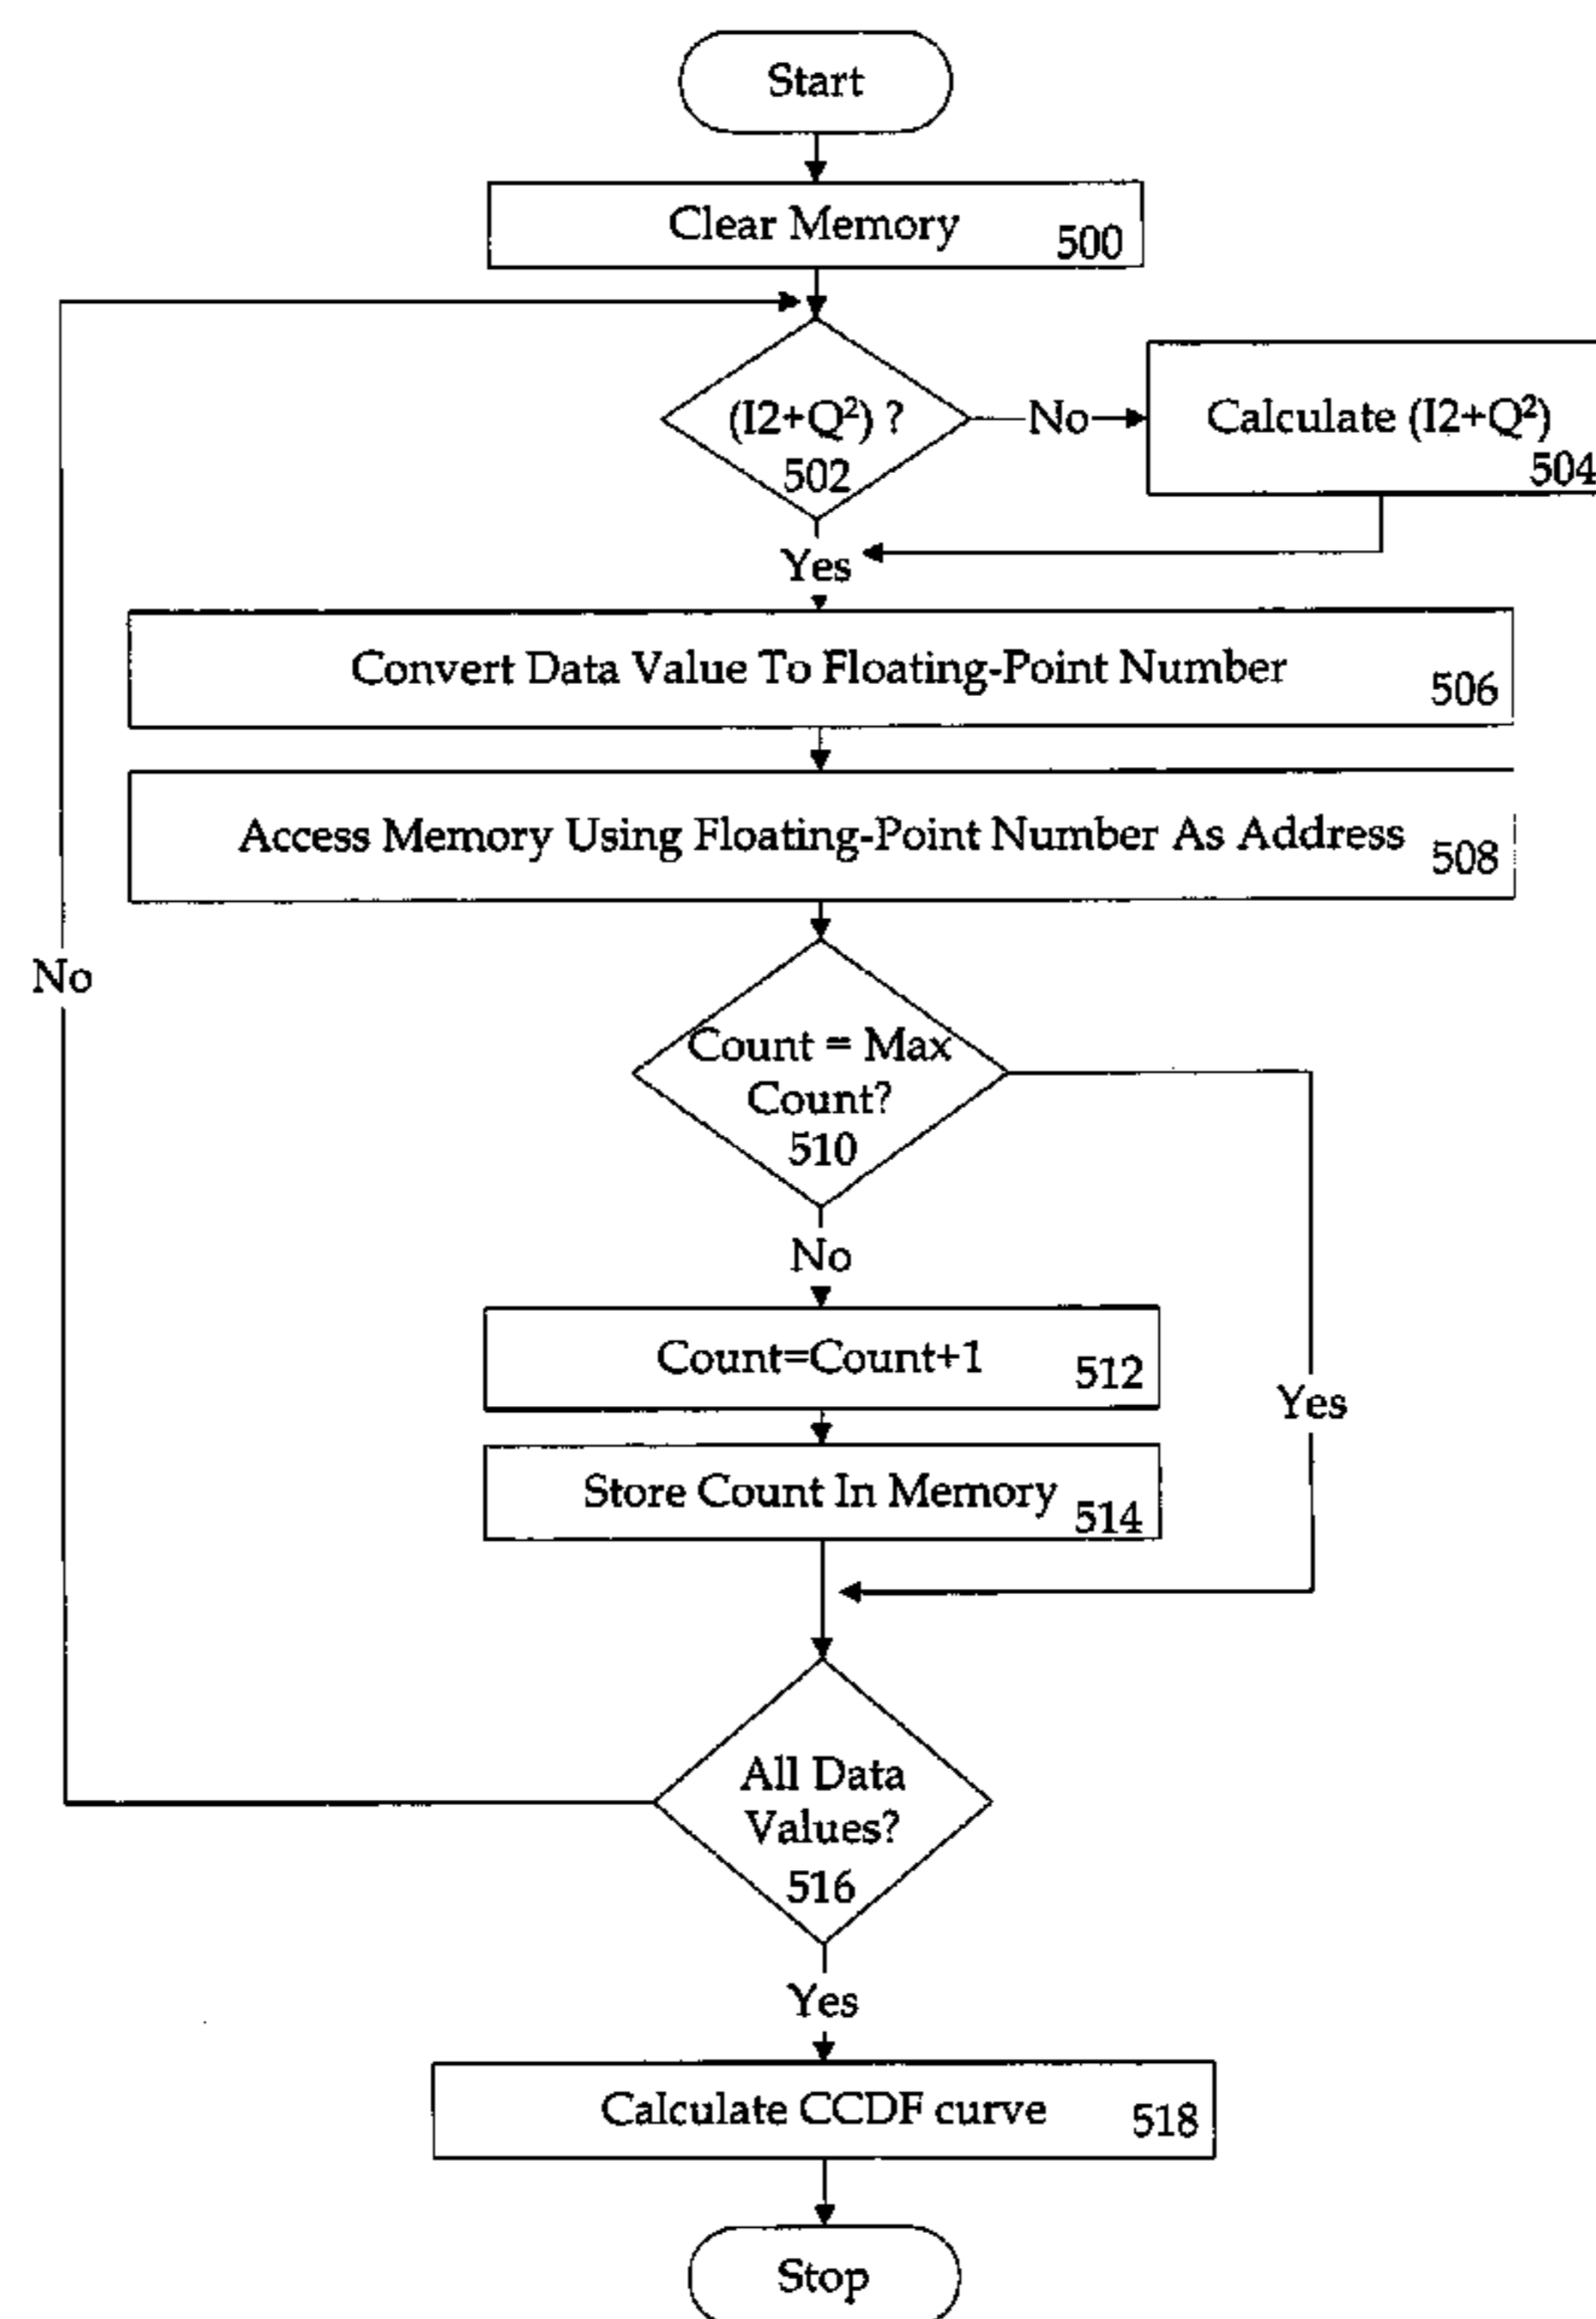 Start
Clear Memory
500
(I2+Q²) ?
502
No
Calculate (I2+Q²)
504
Yes
Convert Data Value To Floating-Point Number
506
Access Memory Using Floating-Point Number As Address
508
No
Count = Max
Count?
510
No
Count=Count+1
512
Yes
Store Count In Memory
514
All Data
Values?
516
Yes
Calculate CCDF curve
518
Stop